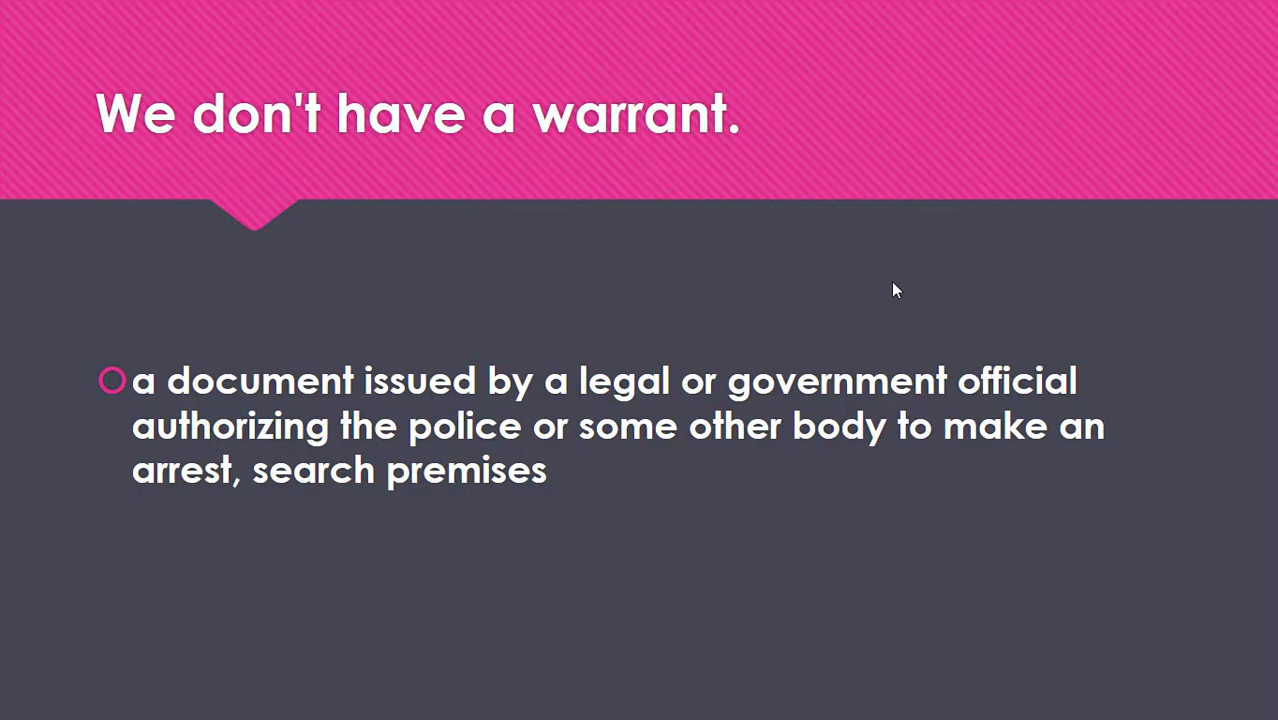 We don't have a warrant.
a document issued by a legal or government official
authorizing the police or some other body to make an
arrest, search premises